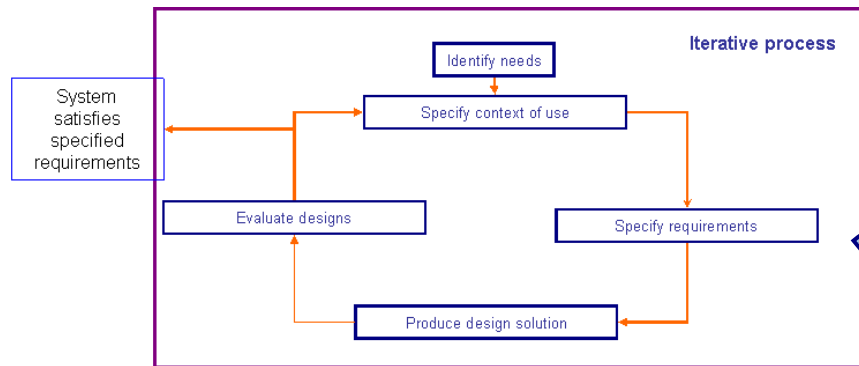 Iterative process
Identify needs
System
satisfies
specified
requirements
Specify context of use
Evaluate designs
Specify requirements
Produce design solution